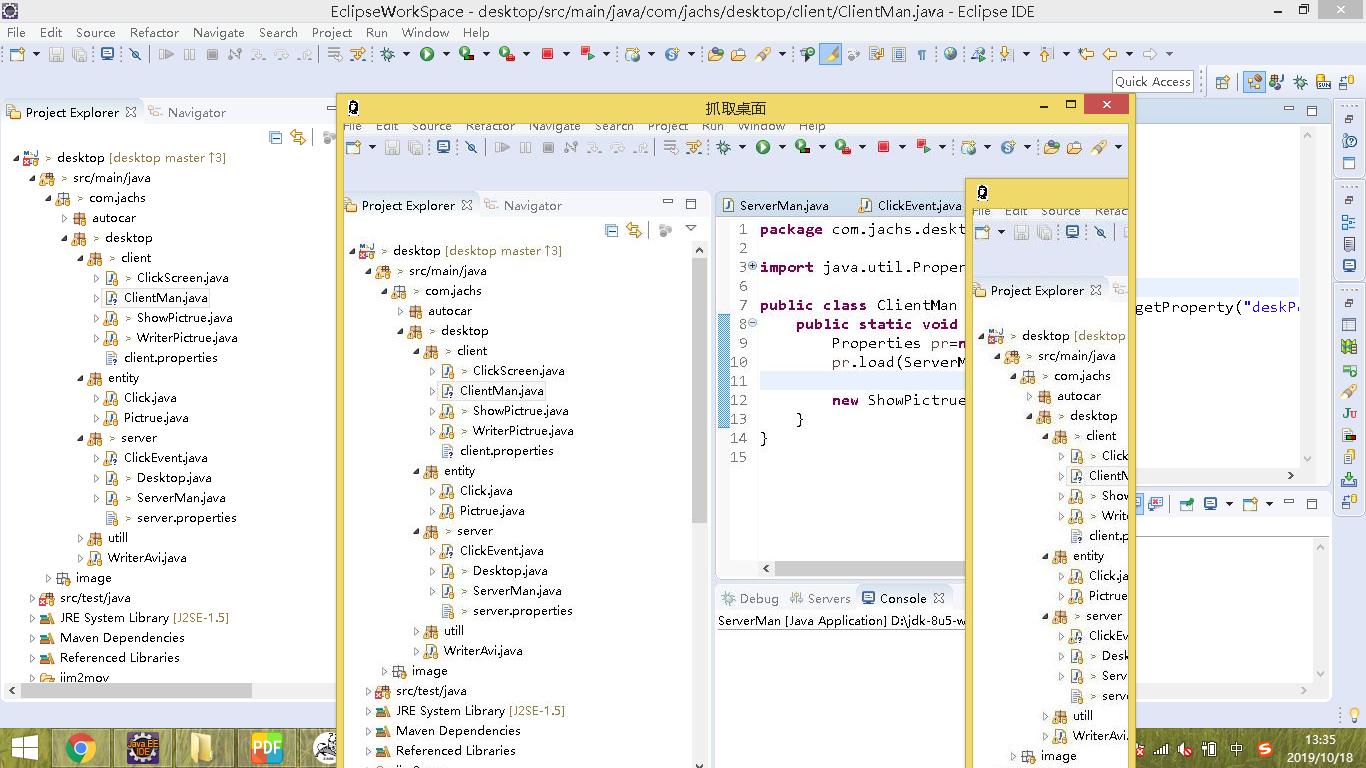 EclipseWorkSpace - desktop/src/main/java/com/jachs/desktop/client/ClientMan.java - Eclipse IDE
File Edit Source Refactor Navigate Search Project Run Window Help
Quick Access
Project Explorer Navigator
> desktop [desktop master ↑3]
> src/main/java
> com.jachs
autocar
> desktop
> client
> ClickScreen.java
ClientMan.java
> ShowPictrue.java
> WriterPictrue.java
client.properties
entity
Click.java
Pictrue.java
> server
ClickEvent.java
> Desktop.java
> ServerMan.java
> server.properties
utill
WriterAvi.java
image
src/test/java
JRE System Library [J2SE-1.5]
Maven Dependencies
Referenced Libraries
jim2mov
抓取桌面
File Edit Source Refactor Navigate Search Project Run Window Help
Project Explorer Navigator
> desktop [desktop master ↑3]
> src/main/java
> com.jachs
autocar
> desktop
> client
> ClickScreen.java
ClientMan.java
> ShowPictrue.java
> WriterPictrue.java
client.properties
entity
Click.java
Pictrue.java
> server
ClickEvent.java
> Desktop.java
> ServerMan.java
> server.properties
utill
WriterAvi.java
image
src/test/java
JRE System Library [J2SE-1.5]
Maven Dependencies
Referenced Libraries
ServerMan.java ClickEvent.java
1 package com.jachs.deskt
2
3 import java.util.Proper
6
7 public class ClientMan
8 public static void
9 Properties pr=n
10 pr.load(ServerM
11
12 new ShowPictrue
13 }
14 }
15
Debug Servers Console
ServerMan [Java Application] D:\jdk-8u5-w
File Edit Source Refac
Project Explorer
> desktop [desktop
> src/main/java
> com.jachs
autocar
> desktop
> client
> Click
ClientM
> Show
> Write
client.p
entity
Click.ja
Pictrue
> server
ClickEv
> Desk
> Serv
> serve
utill
WriterAvi.
image
getProperty("deskP
PDF
中
13:35
2019/10/18